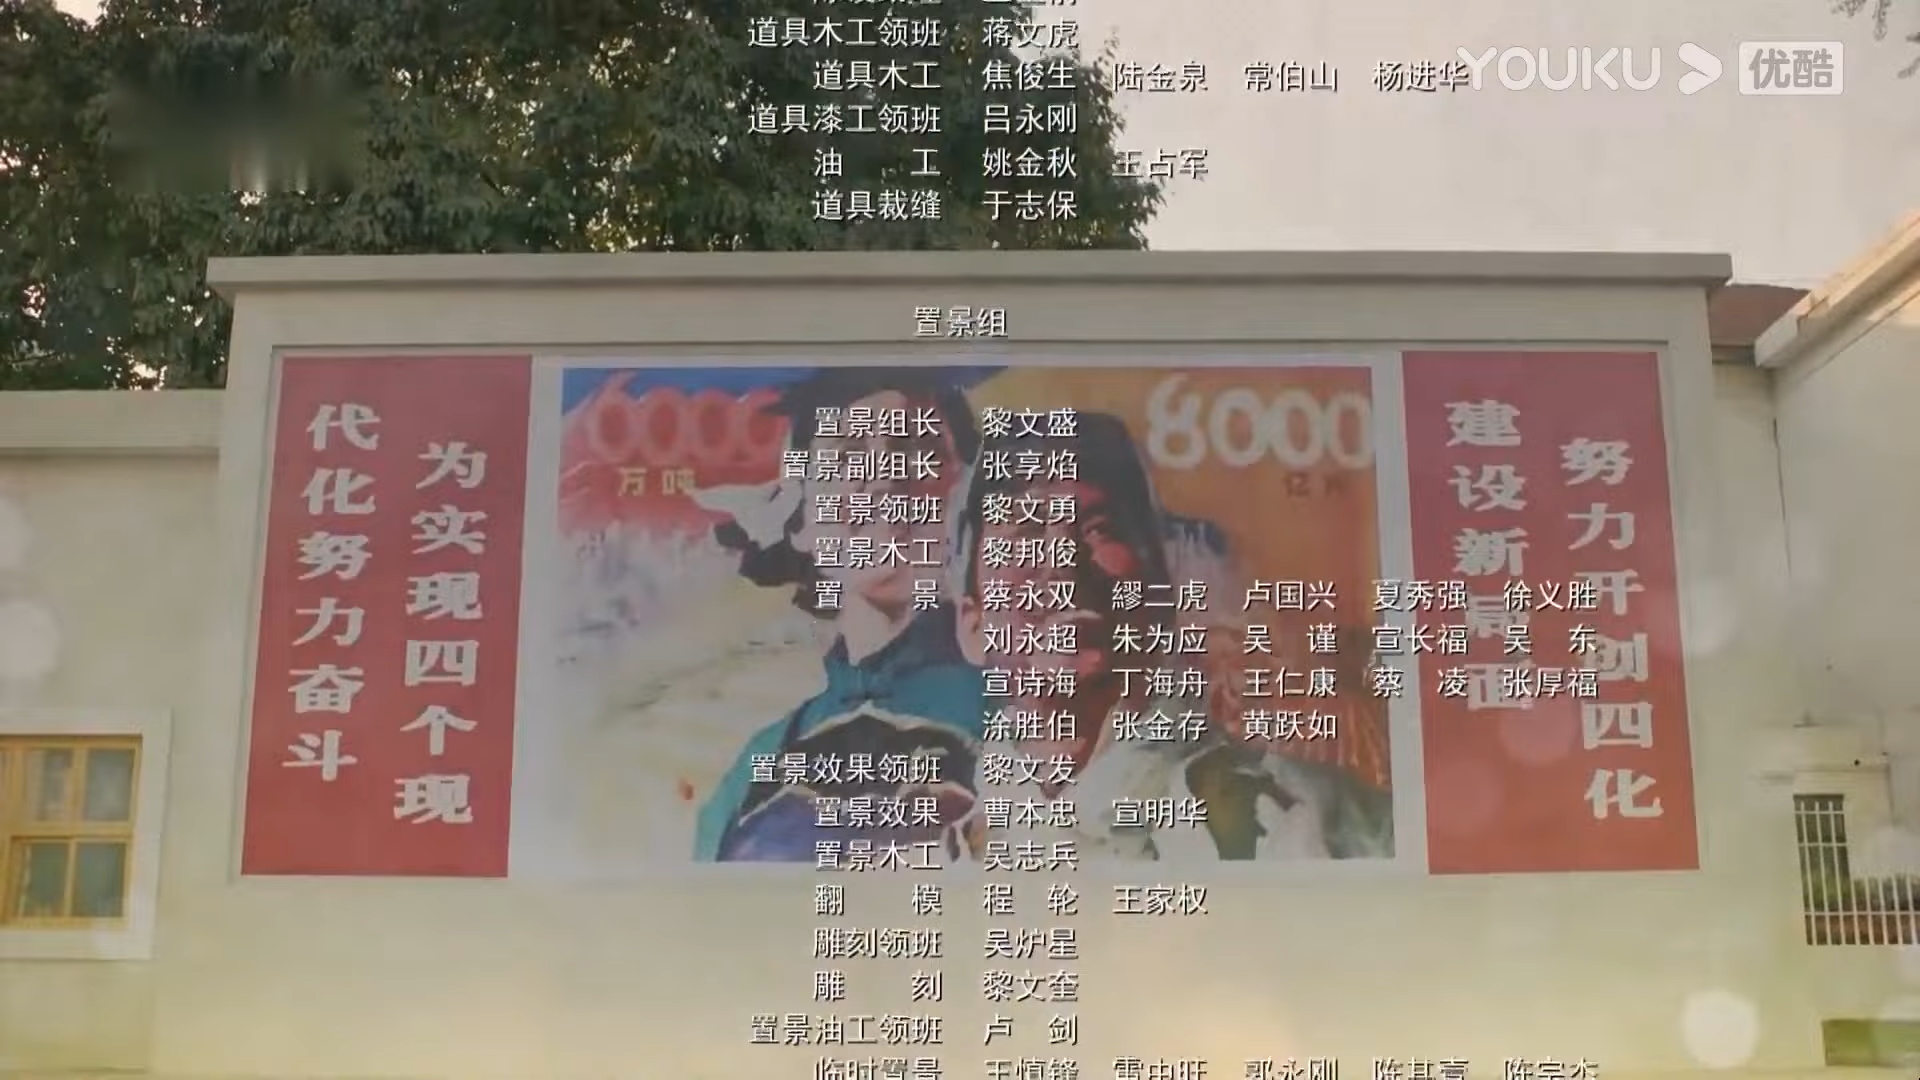 道具木工领班 蒋文虎
道具木工 焦俊生 陆金泉 常伯山 杨进华
YOUKU 优酷
道具漆工领班 吕永刚
油 工 姚金秋 王占军
道具裁缝 于志保
置景组
置景组长 黎文盛
置景副组长 张享焰
置景领班 黎文勇
置景木工 黎邦俊
置 景 蔡永双 繆二虎 卢国兴 夏秀强 徐义胜
刘永超 朱为应 吴 谨 宣长福 吴 东
宣诗海 丁海舟 王仁康 蔡 凌 张厚福
涂胜伯 张金存 黄跃如
置景效果领班 黎文发
置景效果 曹本忠 宣明华
置景木工 吴志兵
翻 模 程 轮 王家权
雕刻领班 吴炉星
雕 刻 黎文奎
置景油工领班 卢 剑
临时置景
为实现四个现
代化努力奋斗
6000
万吨
8000
努力开创四化
建设新局面